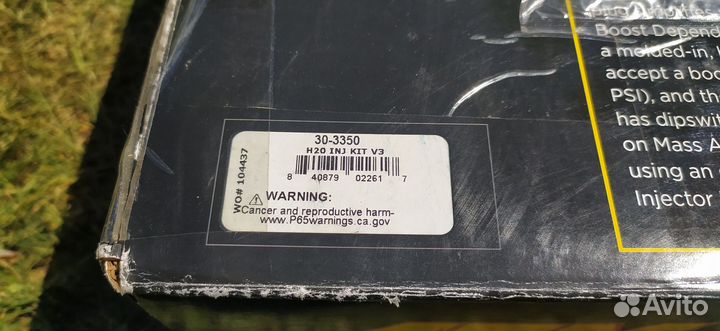 30-3350
H20 INJ KIT V3
8 40879 02261 7
WO# 104437
WARNING:
Cancer and reproductive harm-
www.P65warnings.ca.gov
Boost Depend
a molded-in,
accept a boo
PSI), and th
has dipswit
on Mass A
using an
Injector
Avito